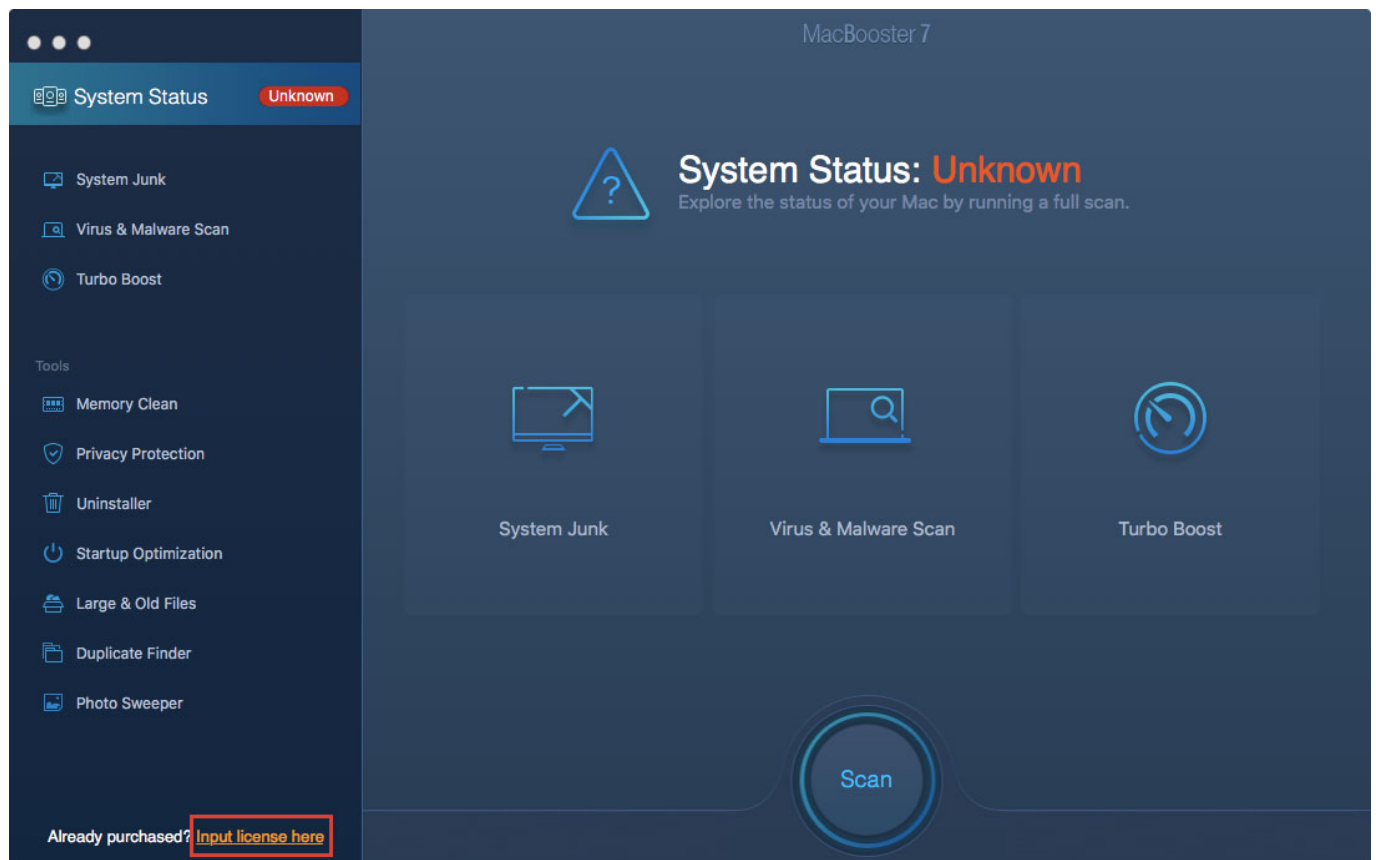 MacBooster 7
System Status Unknown
System Junk
Virus & Malware Scan
Turbo Boost
Tools
Memory Clean
Privacy Protection
Uninstaller
Startup Optimization
Large & Old Files
Duplicate Finder
Photo Sweeper
Already purchased? Input license here
?
System Status: Unknown
Explore the status of your Mac by running a full scan.
System Junk
Virus & Malware Scan
Turbo Boost
Scan